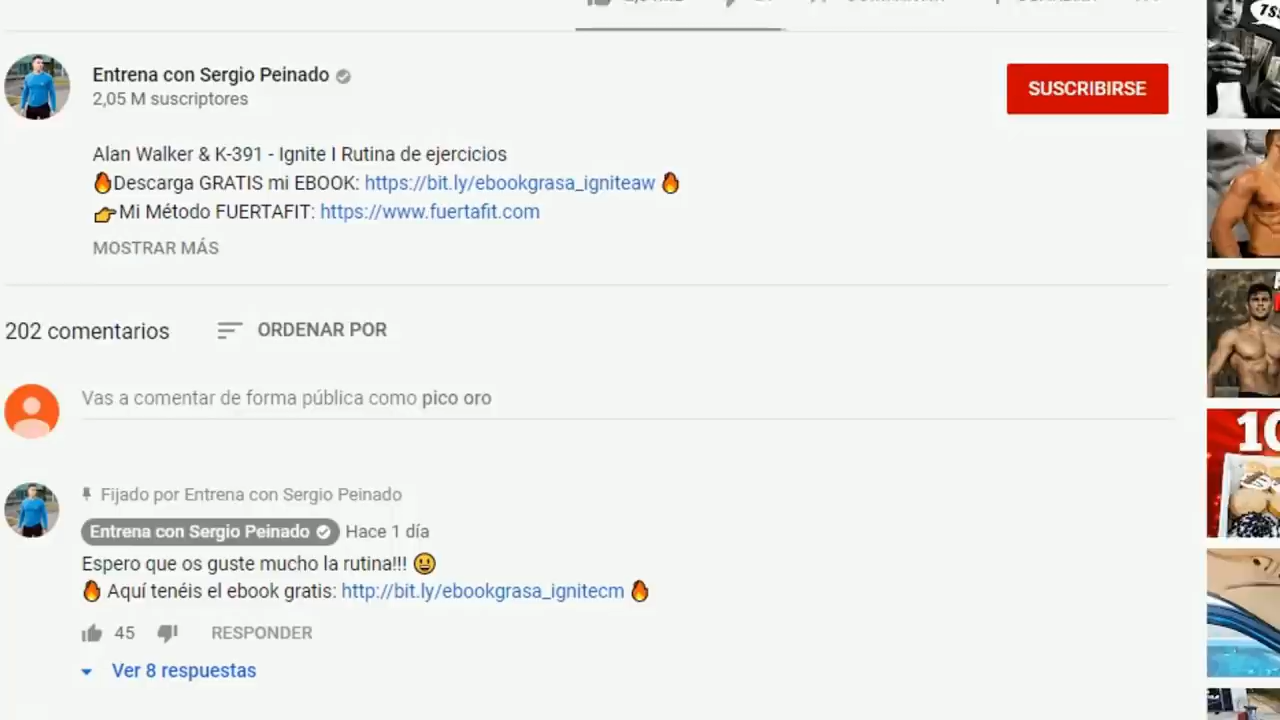 Entrena con Sergio Peinado
2,05 M suscriptores
SUSCRIBIRSE
Alan Walker & K-391 - Ignite I Rutina de ejercicios
🔥Descarga GRATIS mi EBOOK: https://bit.ly/ebookgrasa_igniteaw 🔥
👉Mi Método FUERTAFIT: https://www.fuertafit.com
MOSTRAR MÁS
202 comentarios
ORDENAR POR
Vas a comentar de forma pública como pico oro
Fijado por Entrena con Sergio Peinado
Entrena con Sergio Peinado Hace 1 día
Espero que os guste mucho la rutina!!! 😀
🔥 Aquí tenéis el ebook gratis: http://bit.ly/ebookgrasa_ignitecm 🔥
45 RESPONDER
Ver 8 respuestas
10